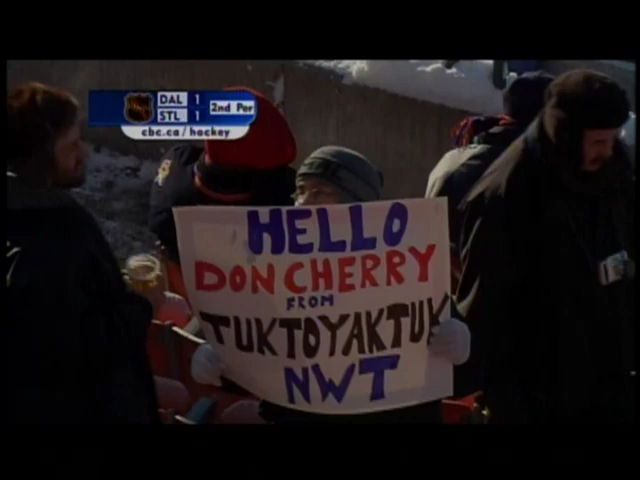 DAL 1
STL 1
2nd Per
cbc.ca/hockey
HELLO
DON CHERRY
FROM
TUKTOYAKTUK
NWT